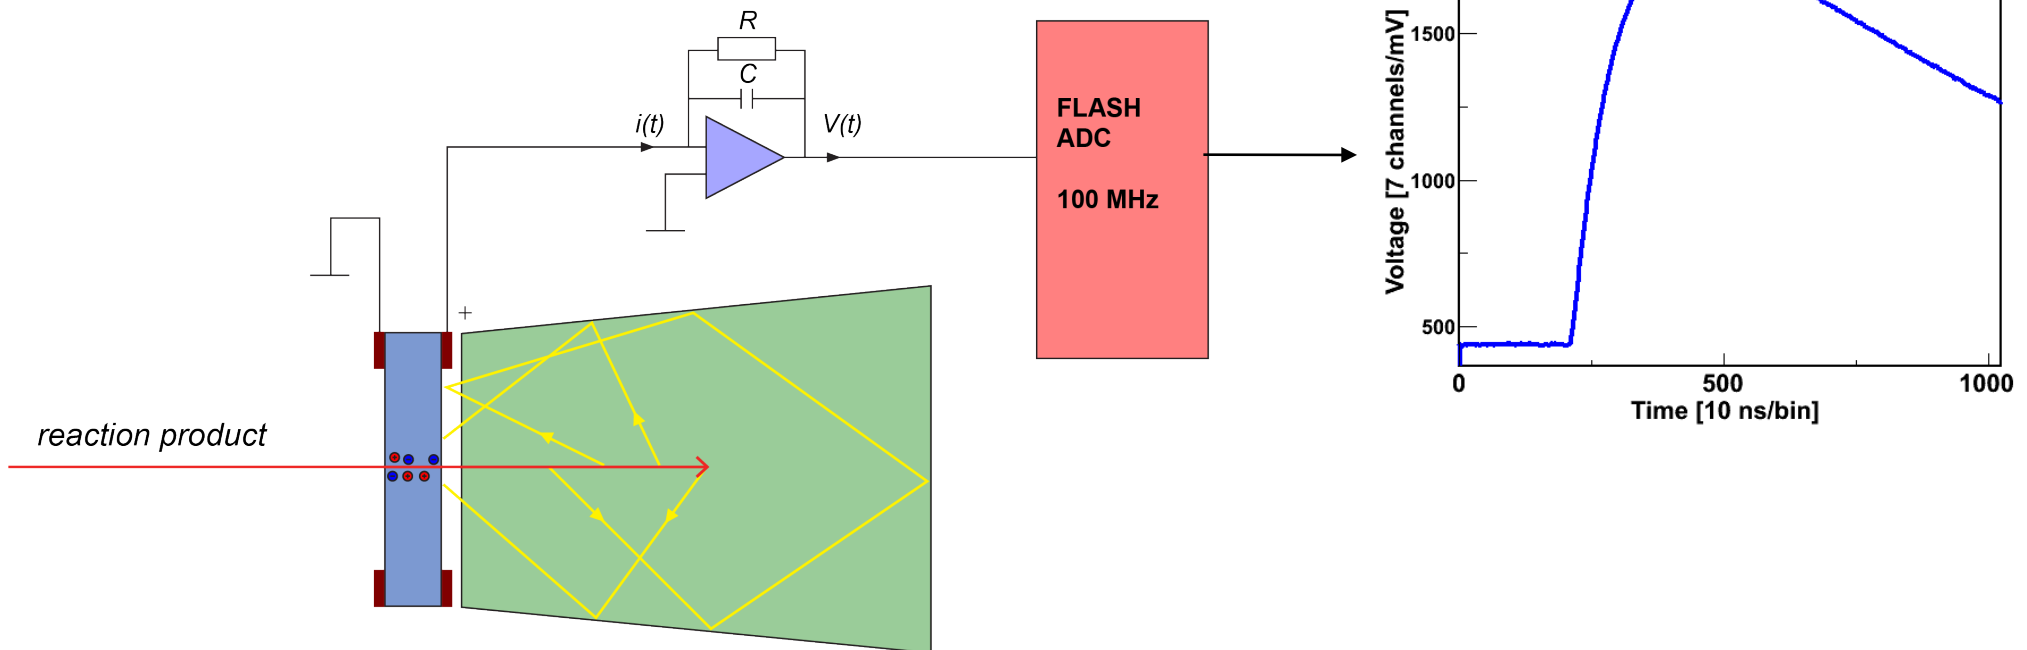 R
C
i(t)
V(t)
FLASH
ADC
100 MHz
+
reaction product
Voltage [7 channels/mV]
1500
1000
500
0
500
1000
Time [10 ns/bin]